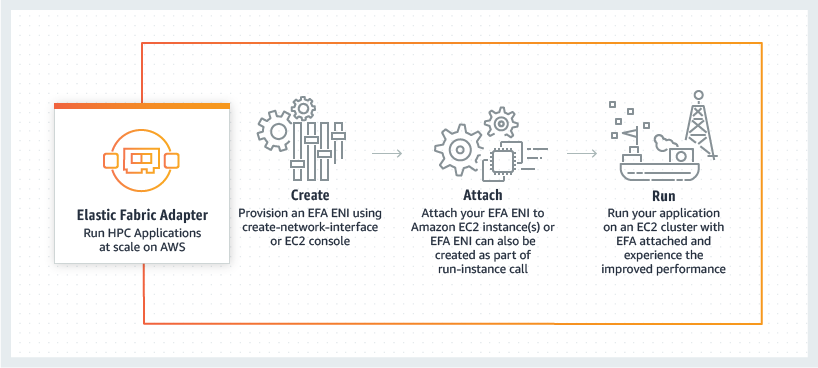 Elastic Fabric Adapter
Run HPC Applications
at scale on AWS
Create
Provision an EFA ENI using
create-network-interface
or EC2 console
Attach
Attach your EFA ENI to
Amazon EC2 instance(s) or
EFA ENI can also be
created as part of
run-instance call
Run
Run your application
on an EC2 cluster with
EFA attached and
experience the
improved performance